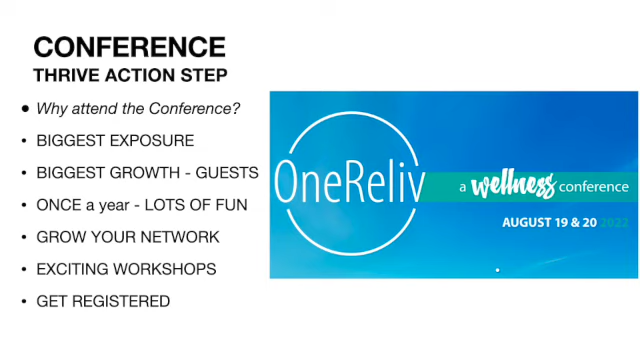 CONFERENCE
THRIVE ACTION STEP
• Why attend the Conference?
• BIGGEST EXPOSURE
• BIGGEST GROWTH - GUESTS
• ONCE a year - LOTS OF FUN
• GROW YOUR NETWORK
• EXCITING WORKSHOPS
• GET REGISTERED
OneReliv
a wellness conference
AUGUST 19 & 20 2022